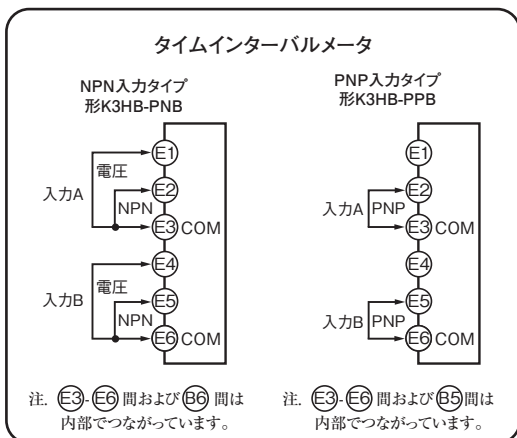 タイムインターバルメータ
NPN入力タイプ
形K3HB-PNB
E1
電圧
E2
入力A
NPN
E3 COM
E4
電圧
E5
入力B
NPN
E6 COM
注. E3-E6 間および B6 間は
内部でつながっています。
PNP入力タイプ
形K3HB-PPB
E1
E2
入力A PNP
E3 COM
E4
E5
入力B PNP
E6 COM
注. E3-E6 間および B5 間は
内部でつながっています。